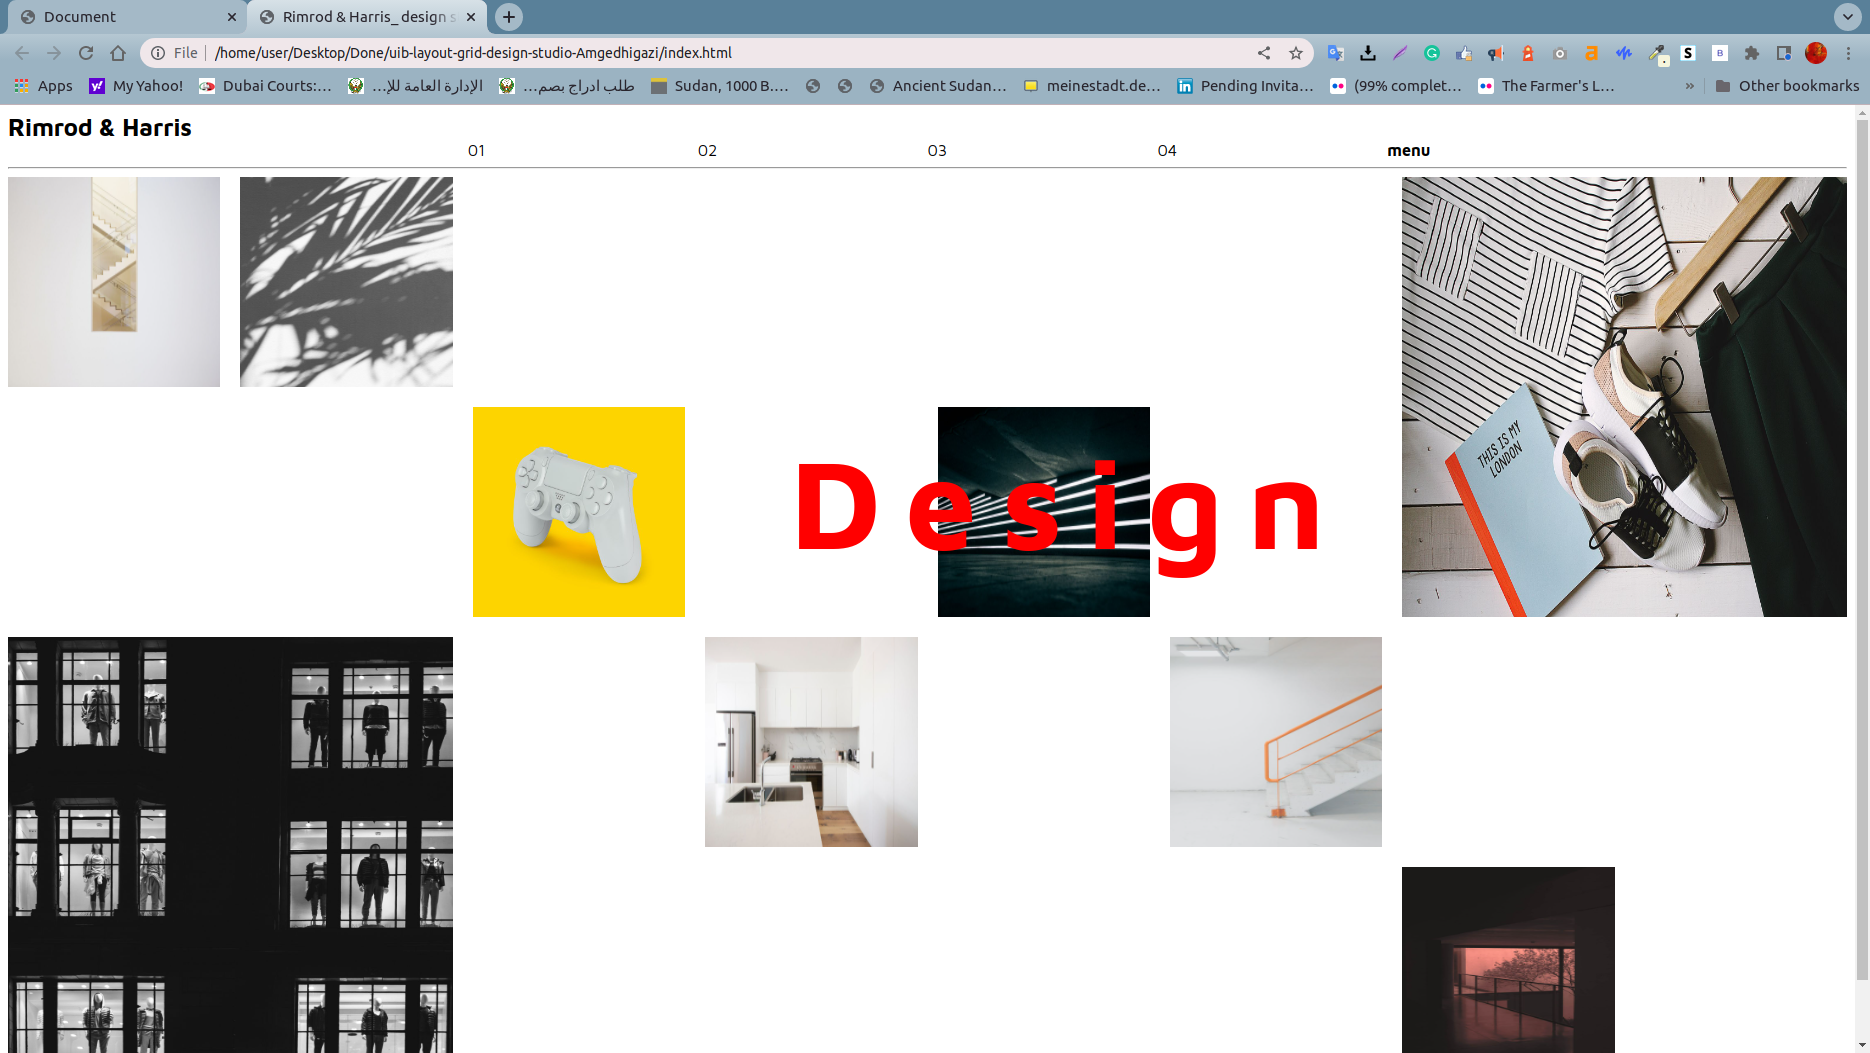 Document
Rimrod & Harris_ design s
File
/home/user/Desktop/Done/uib-layout-grid-design-studio-Amgedhigazi/index.html
Apps
My Yahoo!
Dubai Courts:...
الإدارة العامة للإ...
طلب ادراج بصم...
Sudan, 1000 B....
Ancient Sudan...
meinestadt.de...
Pending Invita...
(99% complet...
The Farmer's L...
»
Other bookmarks
Rimrod & Harris
01 02 03 04 menu
Design
THIS IS MY
LONDON